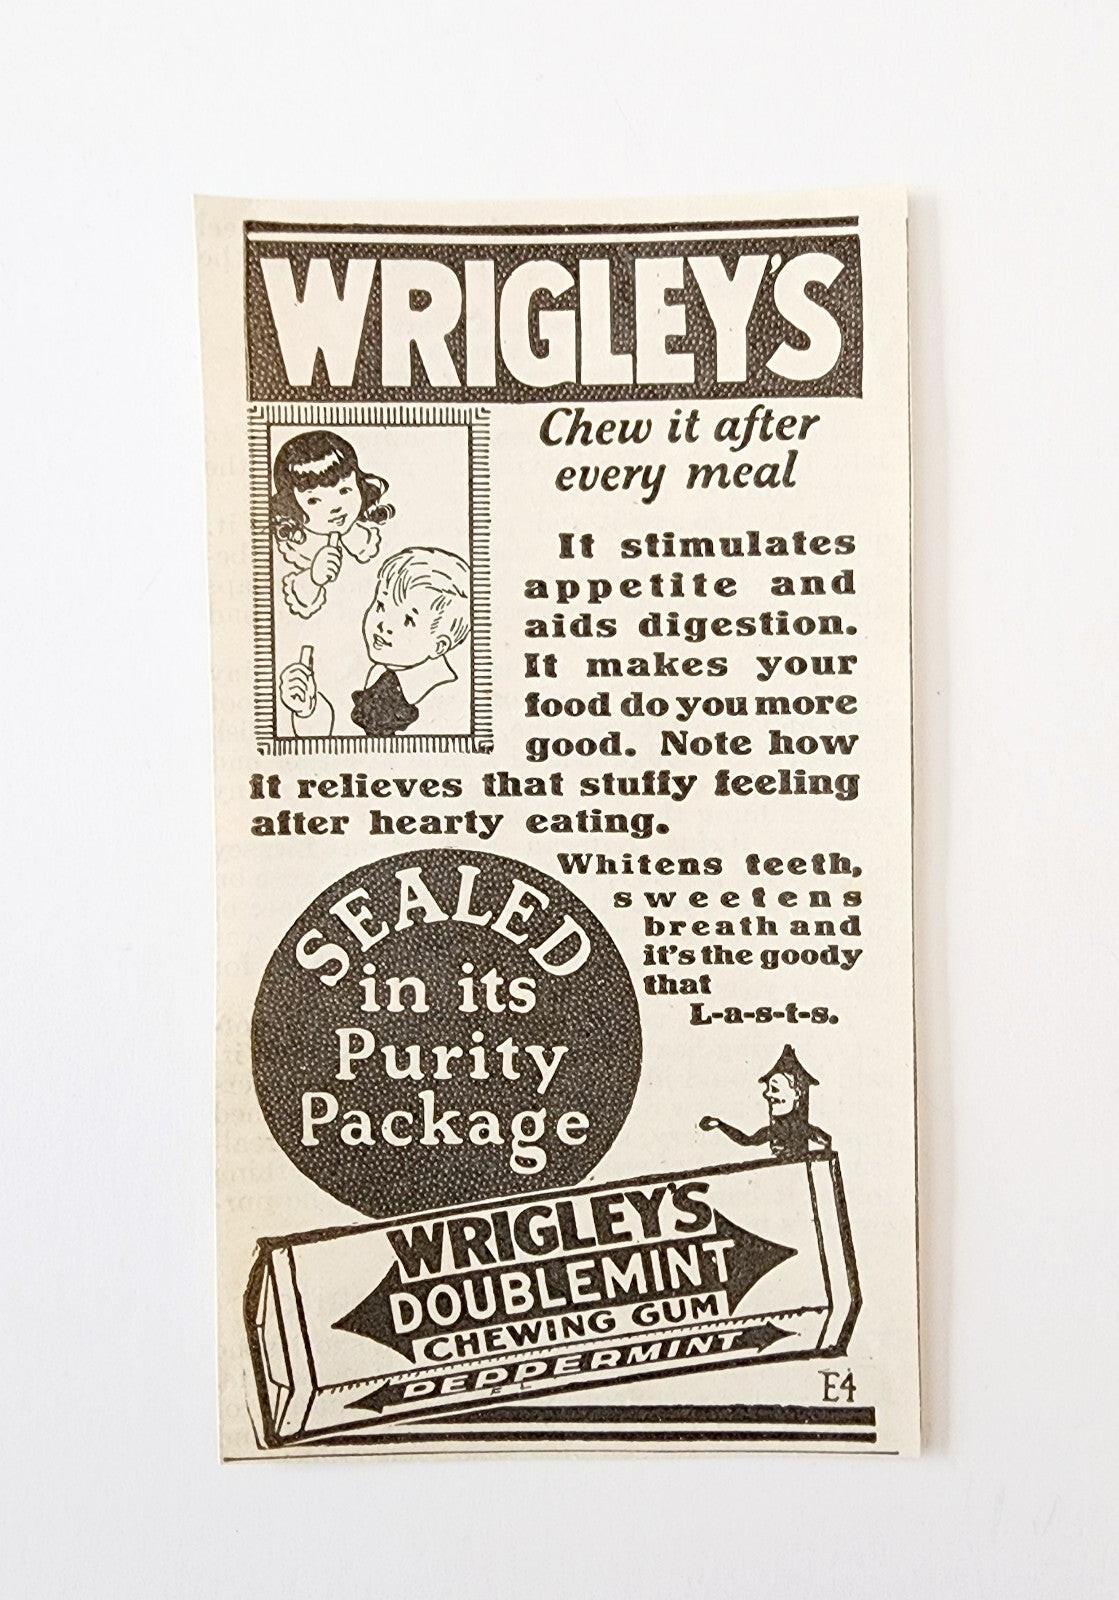 WRIGLEY'S
Chew it after
every meal
It stimulates
appetite and
aids digestion.
It makes your
food do you more
good. Note how
it relieves that stuffy feeling
after hearty eating.
Whitens teeth,
sweetens
breath and
it's the goody
that
L-a-s-t-s.
SEALED
in its
Purity
Package
WRIGLEY'S
DOUBLEMINT
CHEWING GUM
PEPPERMINT
E4